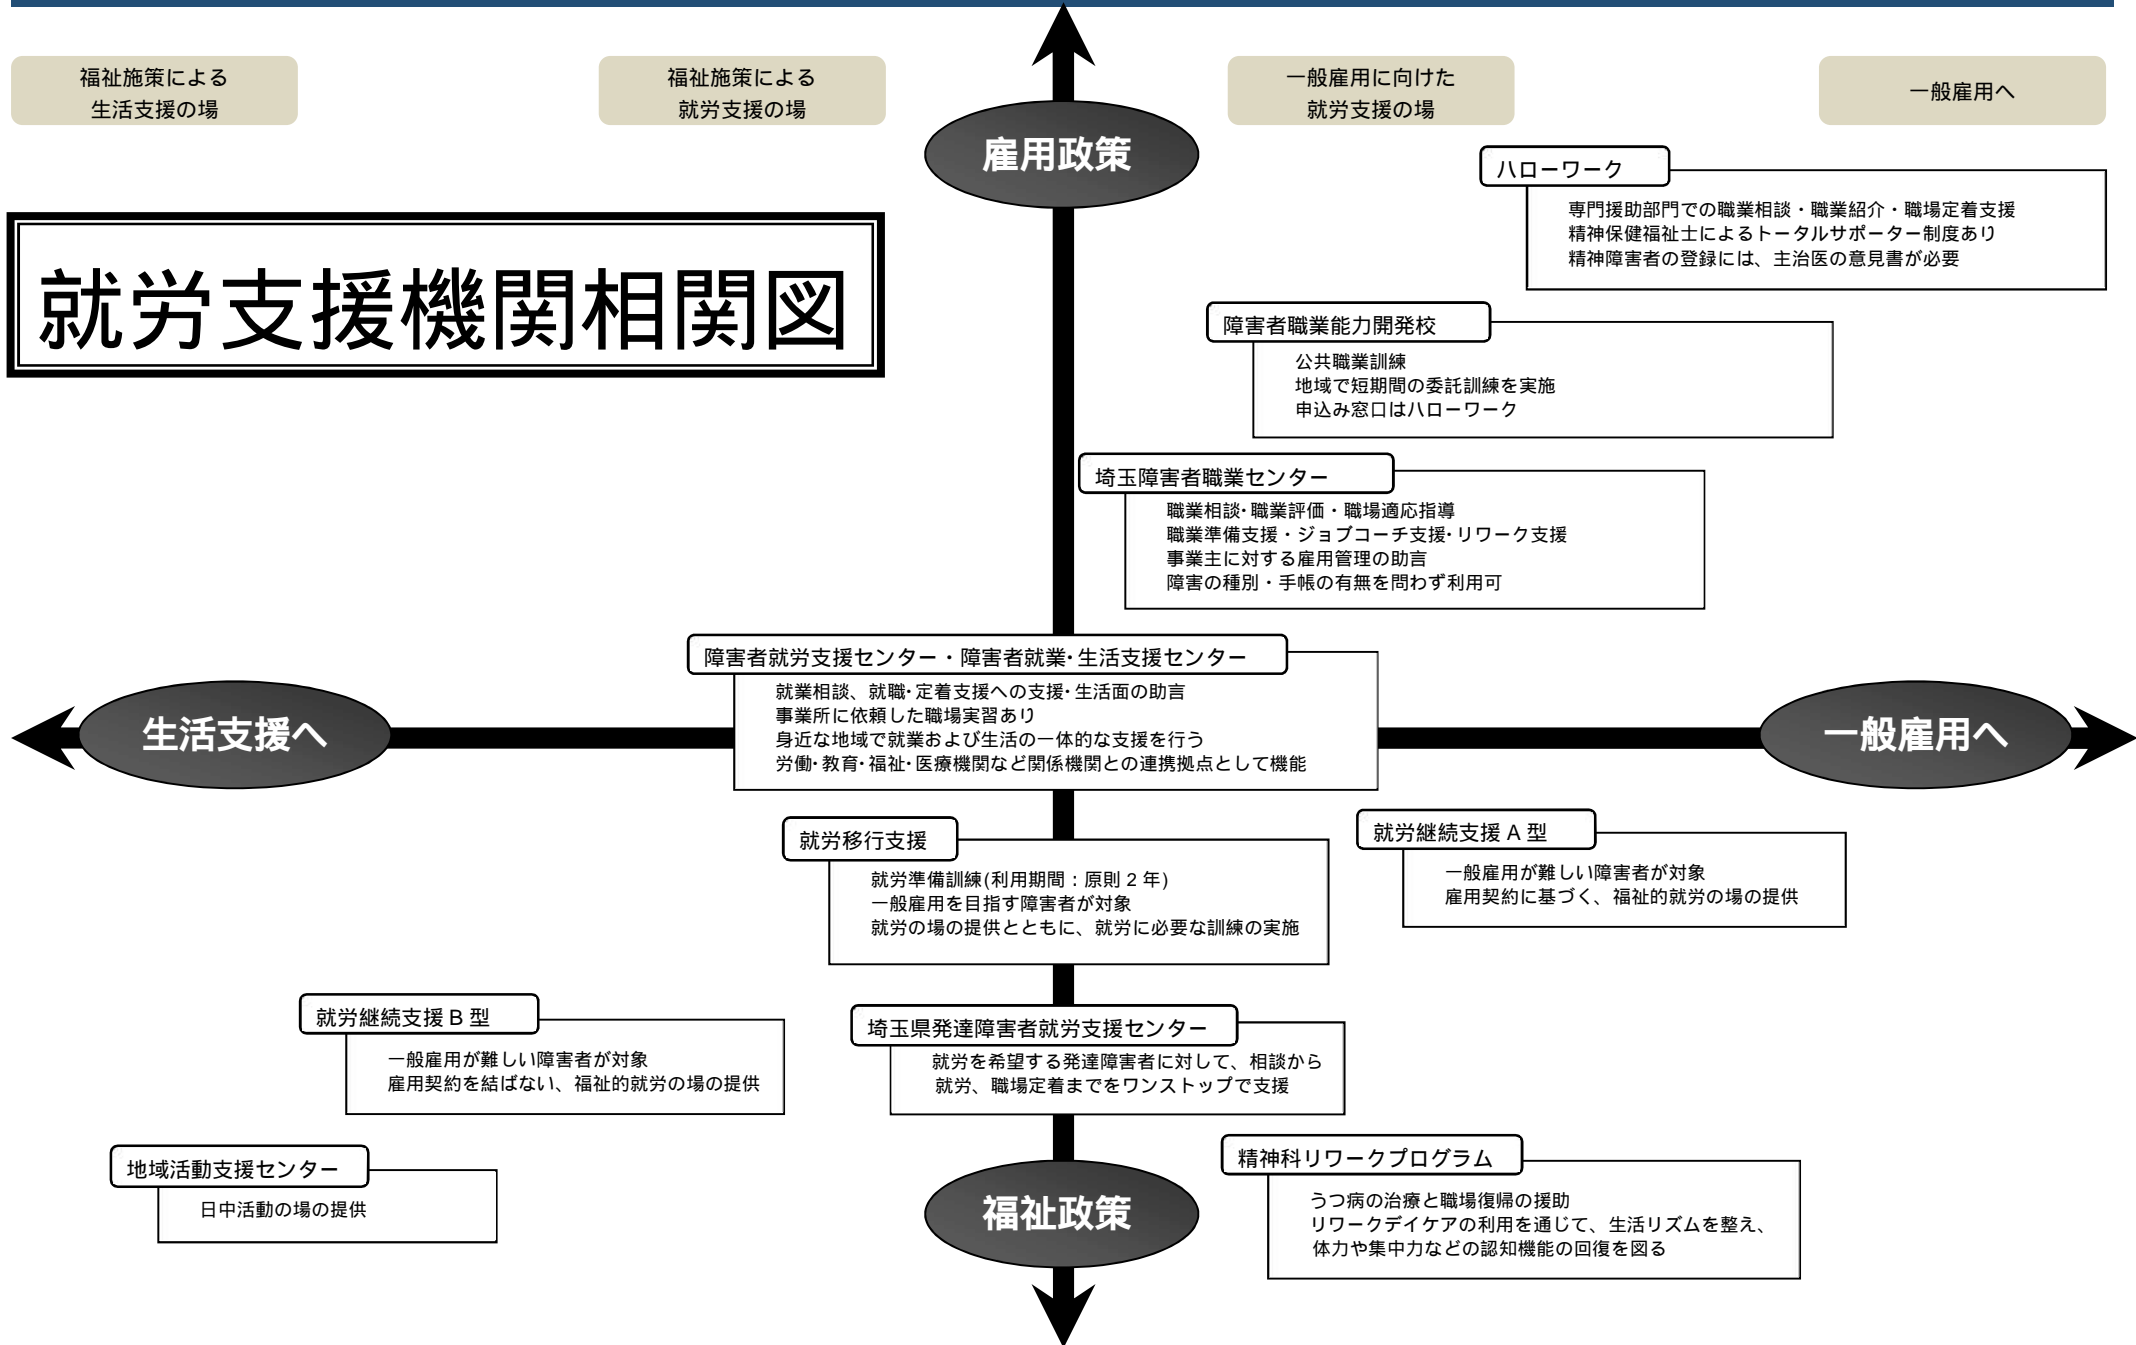 福祉施策による
生活支援の場
福祉施策による
就労支援の場
一般雇用に向けた
就労支援の場
一般雇用へ
雇用政策
就労支援機関相関図
ハローワーク
専門援助部門での職業相談・職業紹介・職場定着支援
精神保健福祉士によるトータルサポーター制度あり
精神障害者の登録には、主治医の意見書が必要
障害者職業能力開発校
公共職業訓練
地域で短期間の委託訓練を実施
申込み窓口はハローワーク
埼玉障害者職業センター
職業相談･職業評価・職場適応指導
職業準備支援・ジョブコーチ支援･リワーク支援
事業主に対する雇用管理の助言
障害の種別・手帳の有無を問わず利用可
障害者就労支援センター・障害者就業･生活支援センター
就業相談、就職･定着支援への支援･生活面の助言
事業所に依頼した職場実習あり
身近な地域で就業および生活の一体的な支援を行う
労働･教育･福祉･医療機関など関係機関との連携拠点として機能
生活支援へ
一般雇用へ
就労移行支援
就労準備訓練(利用期間：原則２年)
一般雇用を目指す障害者が対象
就労の場の提供とともに、就労に必要な訓練の実施
就労継続支援Ａ型
一般雇用が難しい障害者が対象
雇用契約に基づく、福祉的就労の場の提供
就労継続支援Ｂ型
一般雇用が難しい障害者が対象
雇用契約を結ばない、福祉的就労の場の提供
埼玉県発達障害者就労支援センター
就労を希望する発達障害者に対して、相談から
就労、職場定着までをワンストップで支援
地域活動支援センター
日中活動の場の提供
福祉政策
精神科リワークプログラム
うつ病の治療と職場復帰の援助
リワークデイケアの利用を通じて、生活リズムを整え、
体力や集中力などの認知機能の回復を図る